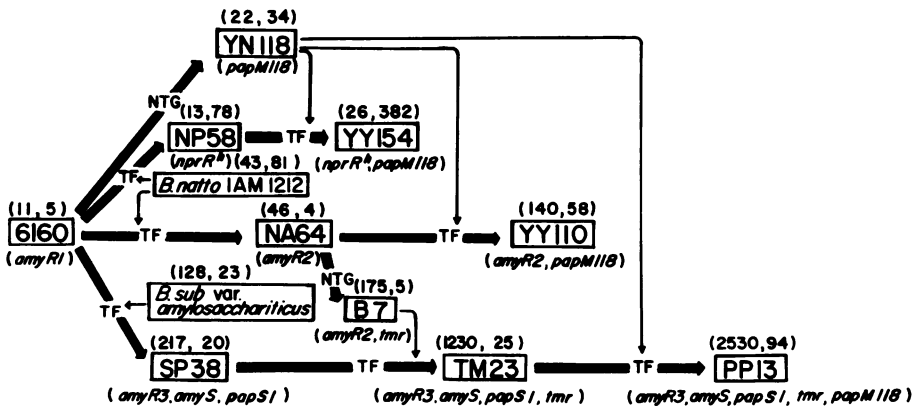 (22, 34)
YN118
(papM118)
NTG
(13,78)
NP58
TF
(26, 382)
YY154
(nprR^h) (43,81)
(nprR^h, papM118)
TF
B. natto IAM 1212
(11, 5)
6160
(amyR1)
TF
(46, 4)
NA64
(amyR2)
TF
(140,58)
YY110
(amyR2, papM118)
(128, 23)
B. sub var.
amylosacchariticus
NTG
(175,5)
B7
(amyR2, tmr)
TF
(217, 20)
SP38
(amyR3, amyS, papS1)
TF
(1230, 25)
TM23
(amyR3, amyS, papS1, tmr)
TF
(2530,94)
PP13
(amyR3, amyS, papS1, tmr, papM118)